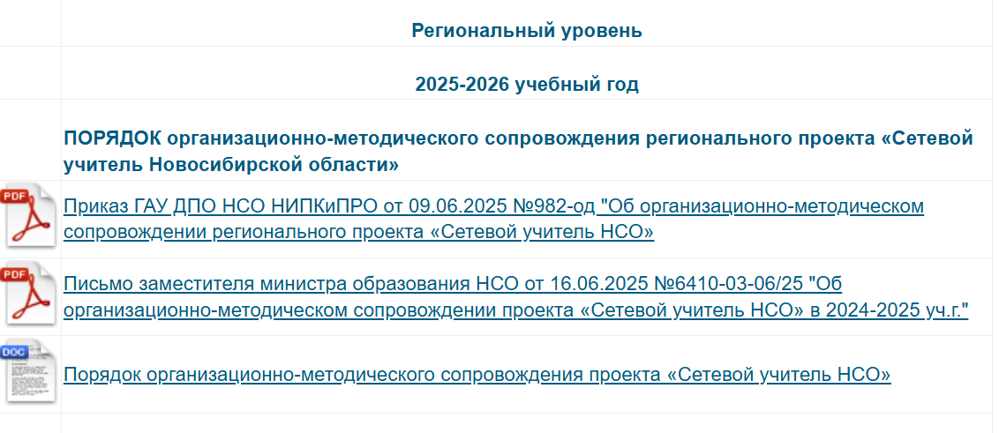 Региональный уровень
2025-2026 учебный год
ПОРЯДОК организационно-методического сопровождения регионального проекта «Сетевой
учитель Новосибирской области»
PDF
Приказ ГАУ ДПО НСО НИПКиПРО от 09.06.2025 №982-од "Об организационно-методическом
сопровождении регионального проекта «Сетевой учитель НСО»
PDF
Письмо заместителя министра образования НСО от 16.06.2025 №6410-03-06/25 "Об
организационно-методическом сопровождении проекта «Сетевой учитель НСО» в 2024-2025 уч.г."
DOC
Порядок организационно-методического сопровождения проекта «Сетевой учитель НСО»